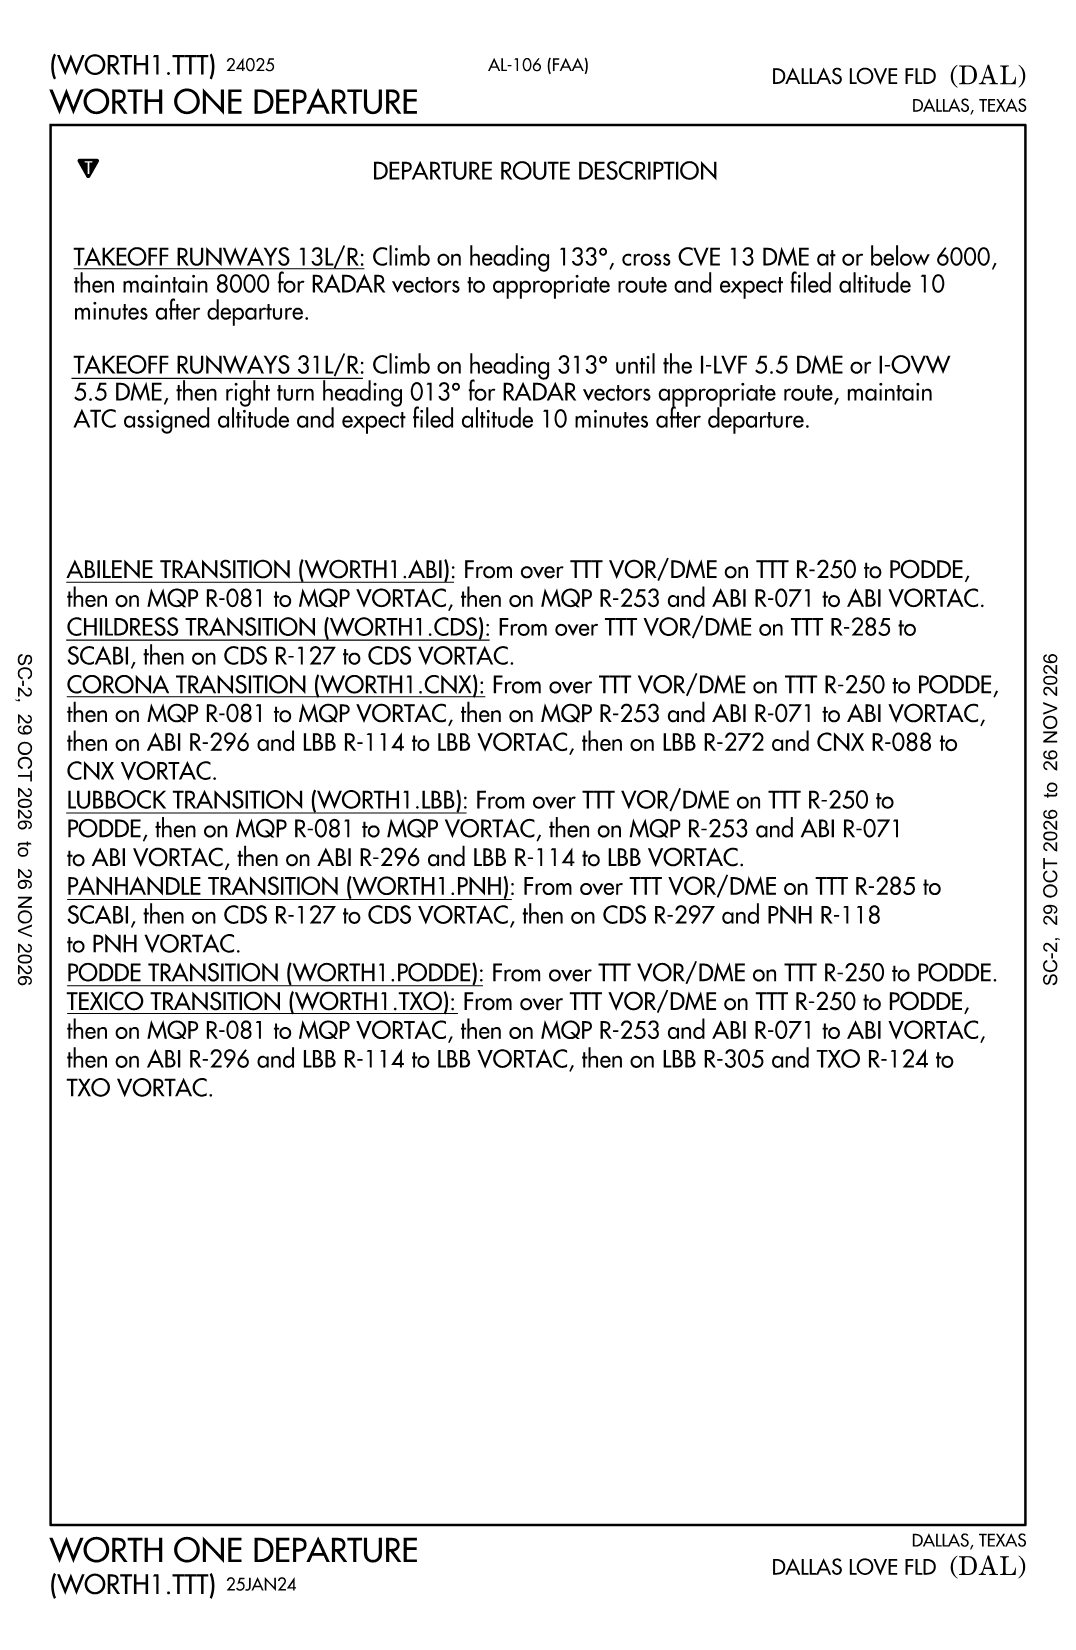 (WORTH1.TTT) 24025
AL-106 (FAA)
DALLAS LOVE FLD (DAL)
WORTH ONE DEPARTURE
DALLAS, TEXAS
T
DEPARTURE ROUTE DESCRIPTION
TAKEOFF RUNWAYS 13L/R: Climb on heading 133°, cross CVE 13 DME at or below 6000,
then maintain 8000 for RADAR vectors to appropriate route and expect filed altitude 10
minutes after departure.
TAKEOFF RUNWAYS 31L/R: Climb on heading 313° until the I-LVF 5.5 DME or I-OVW
5.5 DME, then right turn heading 013° for RADAR vectors appropriate route, maintain
ATC assigned altitude and expect filed altitude 10 minutes after departure.
ABILENE TRANSITION (WORTH1.ABI): From over TTT VOR/DME on TTT R-250 to PODDE,
then on MQP R-081 to MQP VORTAC, then on MQP R-253 and ABI R-071 to ABI VORTAC.
CHILDRESS TRANSITION (WORTH1.CDS): From over TTT VOR/DME on TTT R-285 to
SCABI, then on CDS R-127 to CDS VORTAC.
CORONA TRANSITION (WORTH1.CNX): From over TTT VOR/DME on TTT R-250 to PODDE,
then on MQP R-081 to MQP VORTAC, then on MQP R-253 and ABI R-071 to ABI VORTAC,
then on ABI R-296 and LBB R-114 to LBB VORTAC, then on LBB R-272 and CNX R-088 to
CNX VORTAC.
LUBBOCK TRANSITION (WORTH1.LBB): From over TTT VOR/DME on TTT R-250 to
PODDE, then on MQP R-081 to MQP VORTAC, then on MQP R-253 and ABI R-071
to ABI VORTAC, then on ABI R-296 and LBB R-114 to LBB VORTAC.
PANHANDLE TRANSITION (WORTH1.PNH): From over TTT VOR/DME on TTT R-285 to
SCABI, then on CDS R-127 to CDS VORTAC, then on CDS R-297 and PNH R-118
to PNH VORTAC.
PODDE TRANSITION (WORTH1.PODDE): From over TTT VOR/DME on TTT R-250 to PODDE.
TEXICO TRANSITION (WORTH1.TXO): From over TTT VOR/DME on TTT R-250 to PODDE,
then on MQP R-081 to MQP VORTAC, then on MQP R-253 and ABI R-071 to ABI VORTAC,
then on ABI R-296 and LBB R-114 to LBB VORTAC, then on LBB R-305 and TXO R-124 to
TXO VORTAC.
SC-2, 29 OCT 2026 to 26 NOV 2026
SC-2, 29 OCT 2026 to 26 NOV 2026
WORTH ONE DEPARTURE
DALLAS, TEXAS
(WORTH1.TTT) 25JAN24
DALLAS LOVE FLD (DAL)